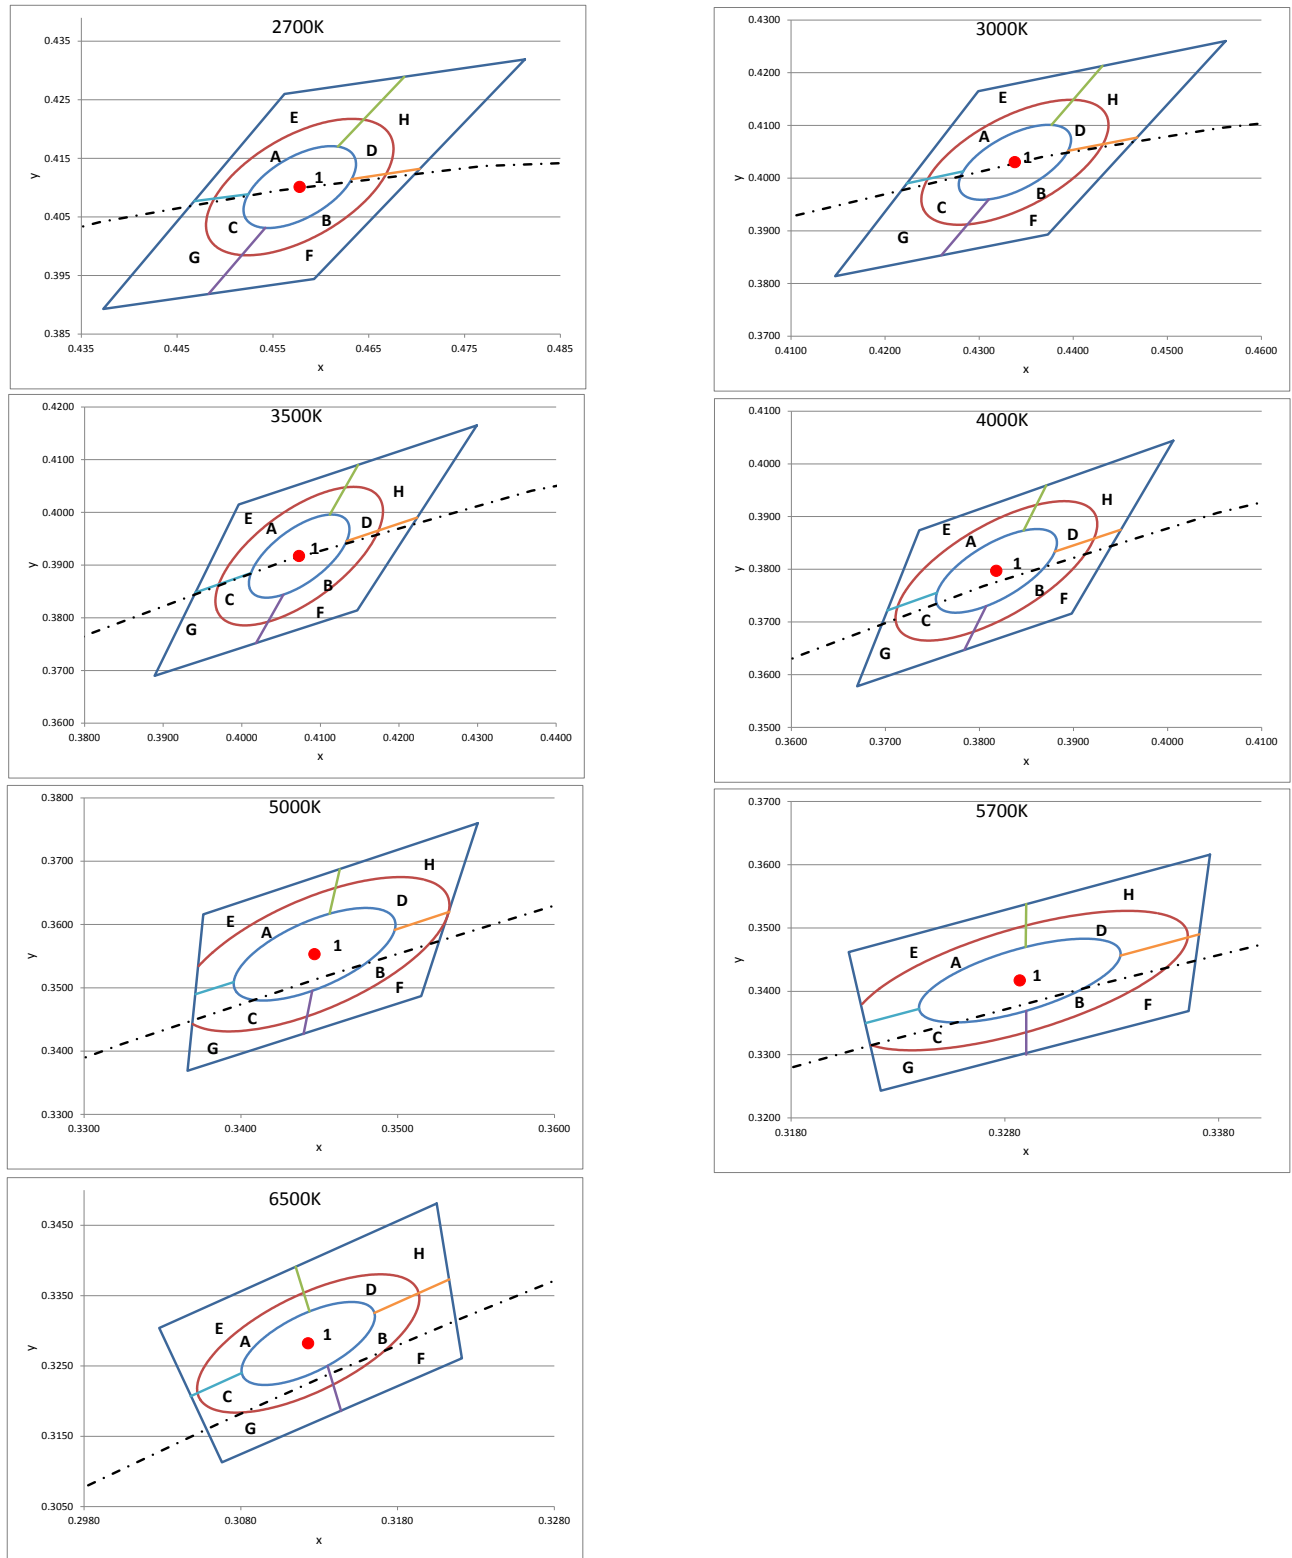 2700K
0.435
0.425
0.415
0.405
0.395
0.385
y
E
H
A
D
1
C
B
G
F
0.435 0.445 0.455 0.465 0.475 0.485
x
3000K
0.4300
0.4200
0.4100
0.4000
0.3900
0.3800
0.3700
y
E
H
A
D
1
B
C
F
G
0.4100 0.4200 0.4300 0.4400 0.4500 0.4600
x
3500K
0.4200
0.4100
0.4000
0.3900
0.3800
0.3700
0.3600
y
H
E
D
A
1
B
C
F
G
0.3800 0.3900 0.4000 0.4100 0.4200 0.4300 0.4400
x
4000K
0.4100
0.4000
0.3900
0.3800
0.3700
0.3600
0.3500
y
H
E
D
A
1
B
F
C
G
0.3600 0.3700 0.3800 0.3900 0.4000 0.4100
x
5000K
0.3800
0.3700
0.3600
0.3500
0.3400
0.3300
y
H
D
E
A
1
B
F
C
G
0.3300 0.3400 0.3500 0.3600
x
5700K
0.3700
0.3600
0.3500
0.3400
0.3300
0.3200
y
H
D
E
A
1
B
F
C
G
0.3180 0.3280 0.3380
x
6500K
0.3450
0.3350
0.3250
0.3150
0.3050
y
H
D
E
1
A
B
F
C
G
0.2980 0.3080 0.3180 0.3280
x